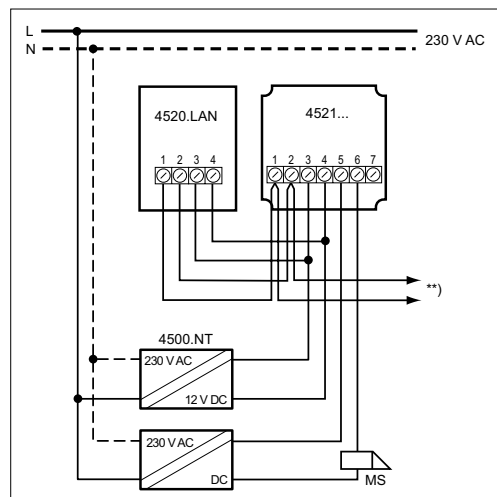 L
N
230 V AC
4520.LAN
4521...
1 2 3 4
1 2 3 4 5 6 7
**)
4500.NT
230 V AC
12 V DC
230 V AC
DC
MS